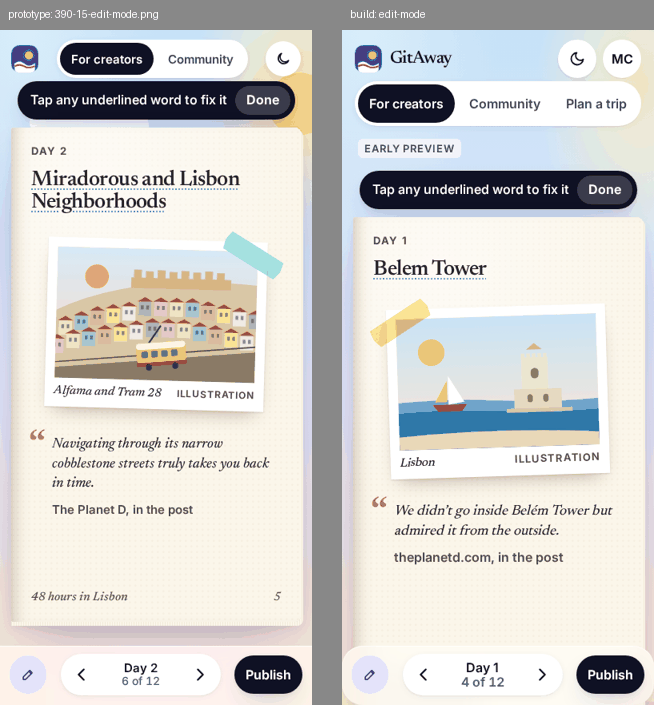 prototype: 390-15-edit-mode.png
For creators
Community
Tap any underlined word to fix it
Done
DAY 2
Miradorous and Lisbon
Neighborhoods
Alfama and Tram 28
ILLUSTRATION
“
Navigating through its narrow
cobblestone streets truly takes you back
in time.
The Planet D, in the post
48 hours in Lisbon
5
Day 2
6 of 12
Publish
build: edit-mode
GitAway
MC
For creators
Community
Plan a trip
EARLY PREVIEW
Tap any underlined word to fix it
Done
DAY 1
Belem Tower
Lisbon
ILLUSTRATION
“
We didn't go inside Belém Tower but
admired it from the outside.
theplanetd.com, in the post
Day 1
4 of 12
Publish